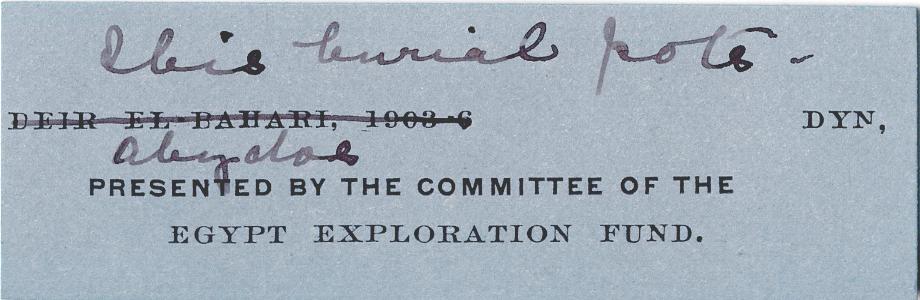 Ibis burial pots -
DEIR EL-BAHARI, 1903-6 DYN,
Abydos
PRESENTED BY THE COMMITTEE OF THE
EGYPT EXPLORATION FUND.